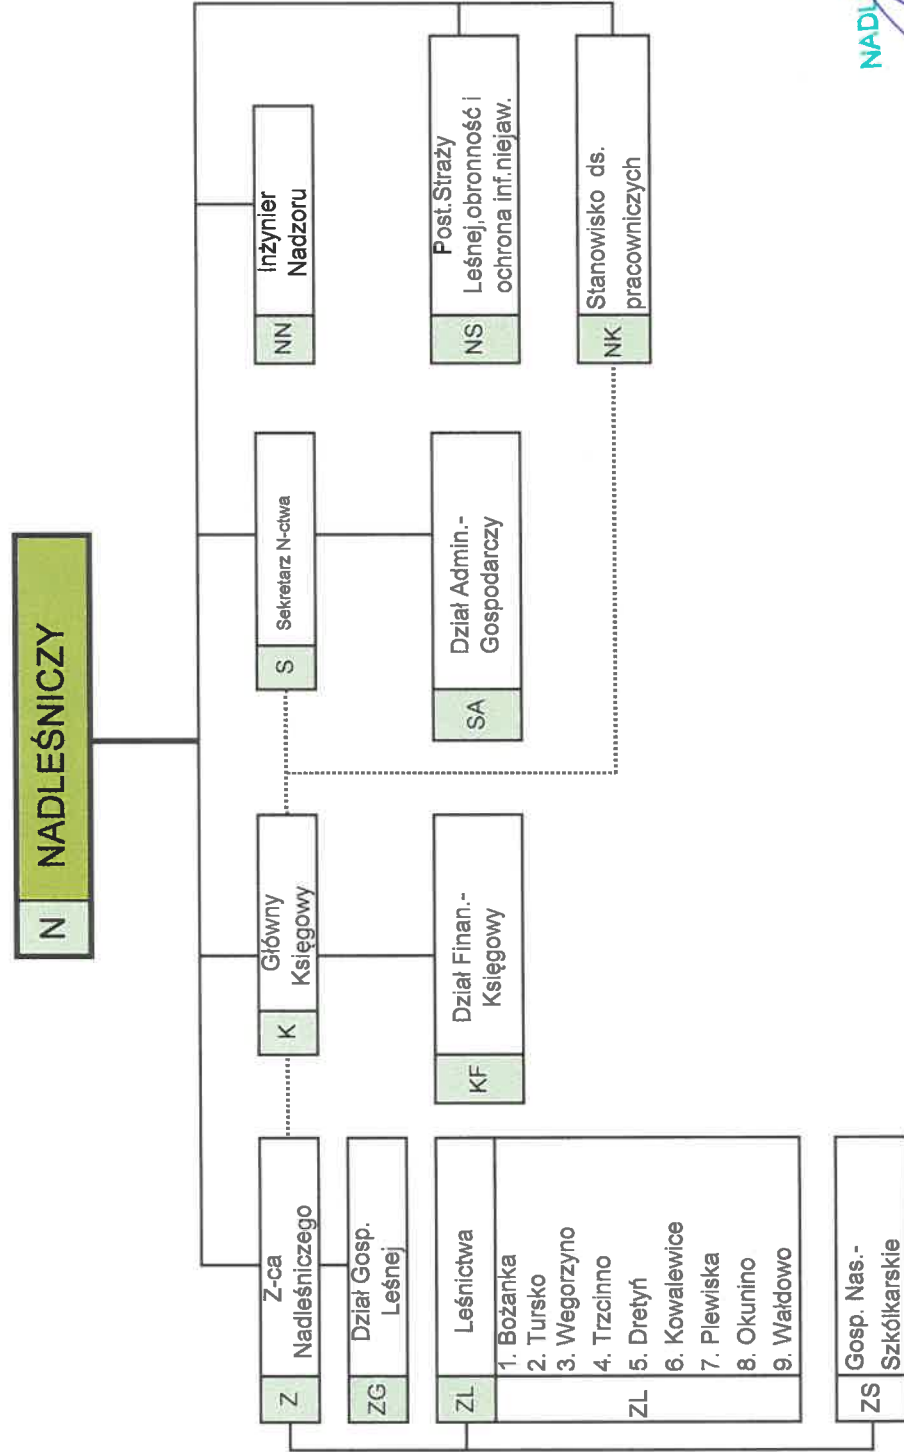 N NADLEŚNICZY
Z Z-ca
Nadleśniczego
K Główny
Księgowy
S Sekretarz N-ctwa
NN Inżynier
Nadzoru
ZG Dział Gosp.
Leśnej
ZL Leśnictwa
ZL
1. Bożanka
2. Tursko
3. Węgorzyno
4. Trzcinno
5. Dretyń
6. Kowalewice
7. Plewiska
8. Okunino
9. Wałdowo
ZS Gosp. Nas.-
Szkółkarskie
KF Dział Finan.-
Księgowy
SA Dział Admin.-
Gospodarczy
NS Post.Straży
Leśnej,obronność i
ochrona inf.niejaw.
NK Stanowisko ds.
pracowniczych
NADL